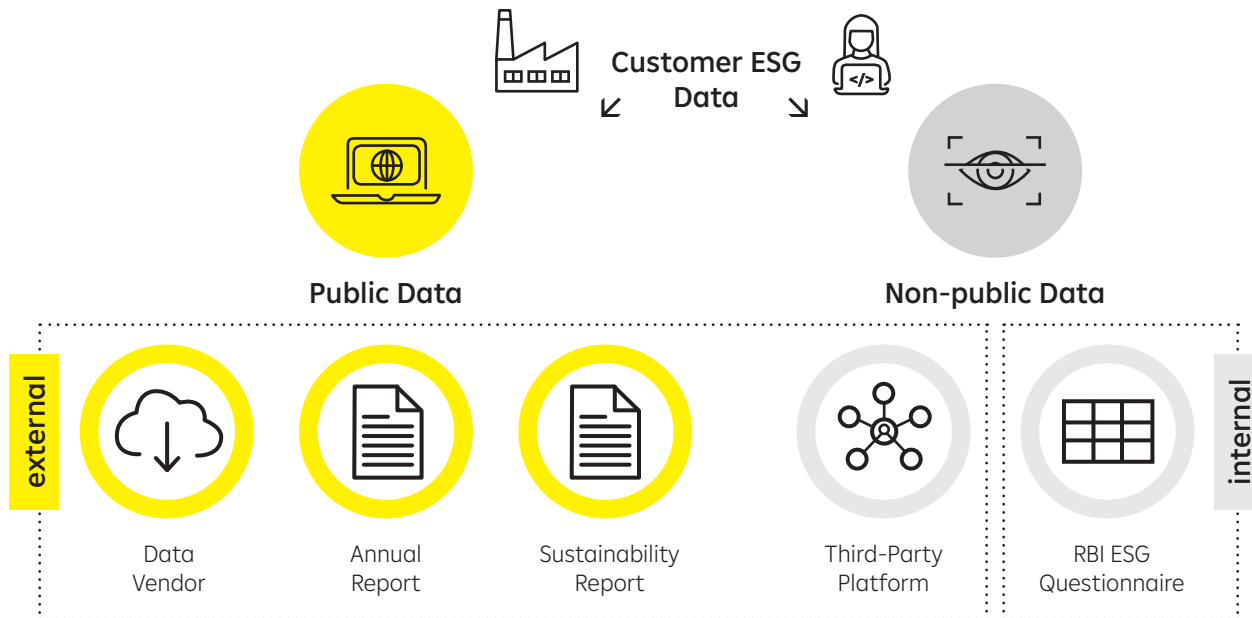 Customer ESG
Data
</>
Public Data
Non-public Data
external
internal
Data
Vendor
Annual
Report
Sustainability
Report
Third-Party
Platform
RBI ESG
Questionnaire